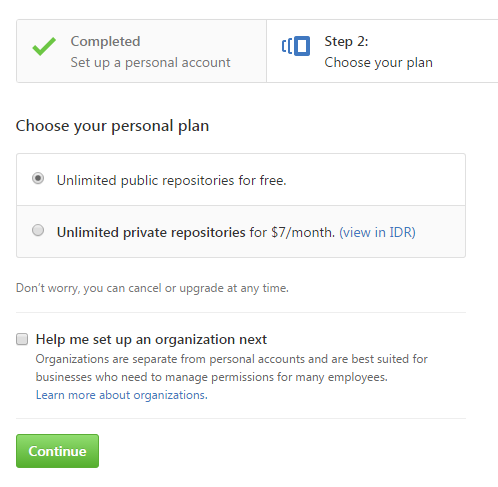 Completed
Set up a personal account
Step 2:
Choose your plan
Choose your personal plan
Unlimited public repositories for free.
Unlimited private repositories for $7/month. (view in IDR)
Don't worry, you can cancel or upgrade at any time.
Help me set up an organization next
Organizations are separate from personal accounts and are best suited for
businesses who need to manage permissions for many employees.
Learn more about organizations.
Continue